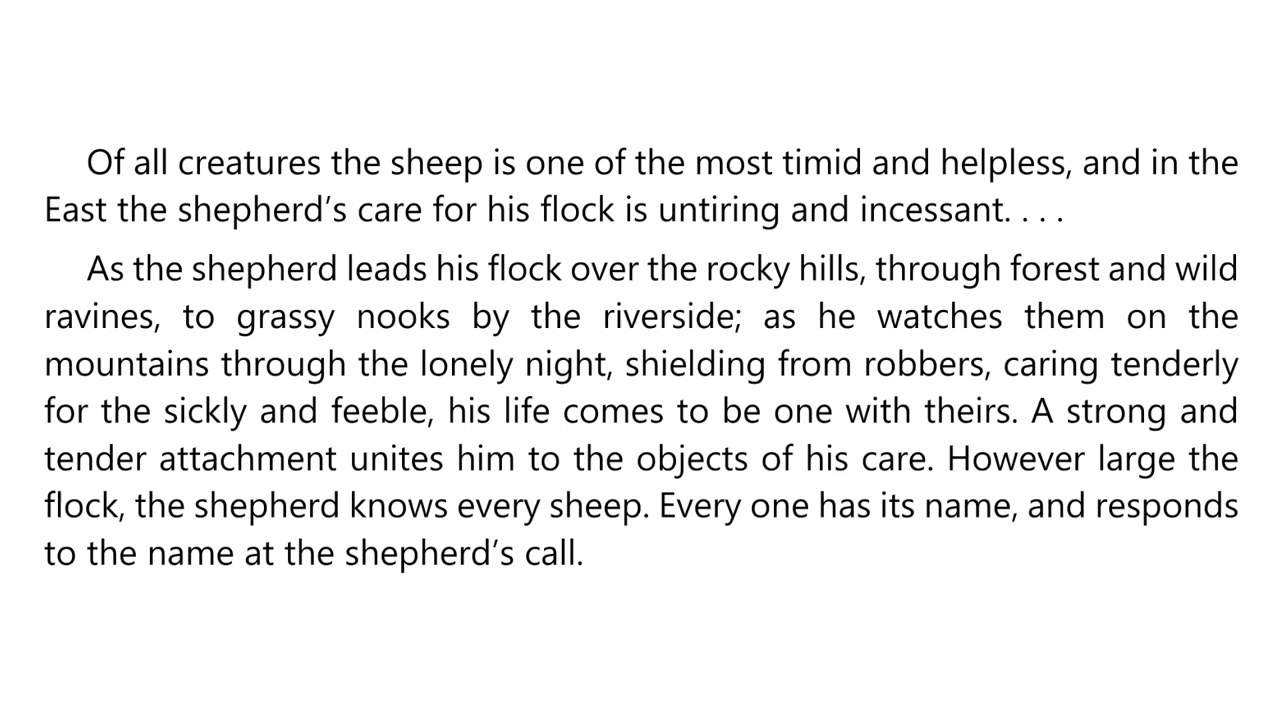 Of all creatures the sheep is one of the most timid and helpless, and in the
East the shepherd’s care for his flock is untiring and incessant. . . .
As the shepherd leads his flock over the rocky hills, through forest and wild
ravines, to grassy nooks by the riverside; as he watches them on the
mountains through the lonely night, shielding from robbers, caring tenderly
for the sickly and feeble, his life comes to be one with theirs. A strong and
tender attachment unites him to the objects of his care. However large the
flock, the shepherd knows every sheep. Every one has its name, and responds
to the name at the shepherd’s call.